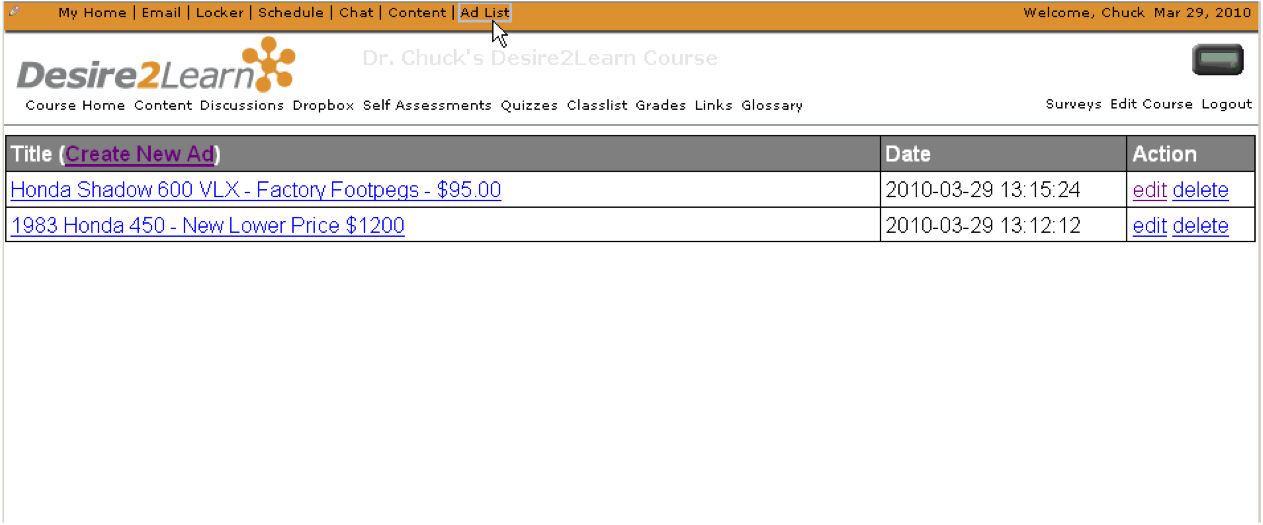 My Home | Email | Locker | Schedule | Chat | Content | Ad List Welcome, Chuck Mar 29, 2010
Dr. Chuck's Desire2Learn Course
Desire2Learn
Course Home Content Discussions Dropbox Self Assessments Quizzes Classlist Grades Links Glossary Surveys Edit Course Logout
Title (Create New Ad) Date Action
Honda Shadow 600 VLX - Factory Footpegs - $95.00 2010-03-29 13:15:24 edit delete
1983 Honda 450 - New Lower Price $1200 2010-03-29 13:12:12 edit delete